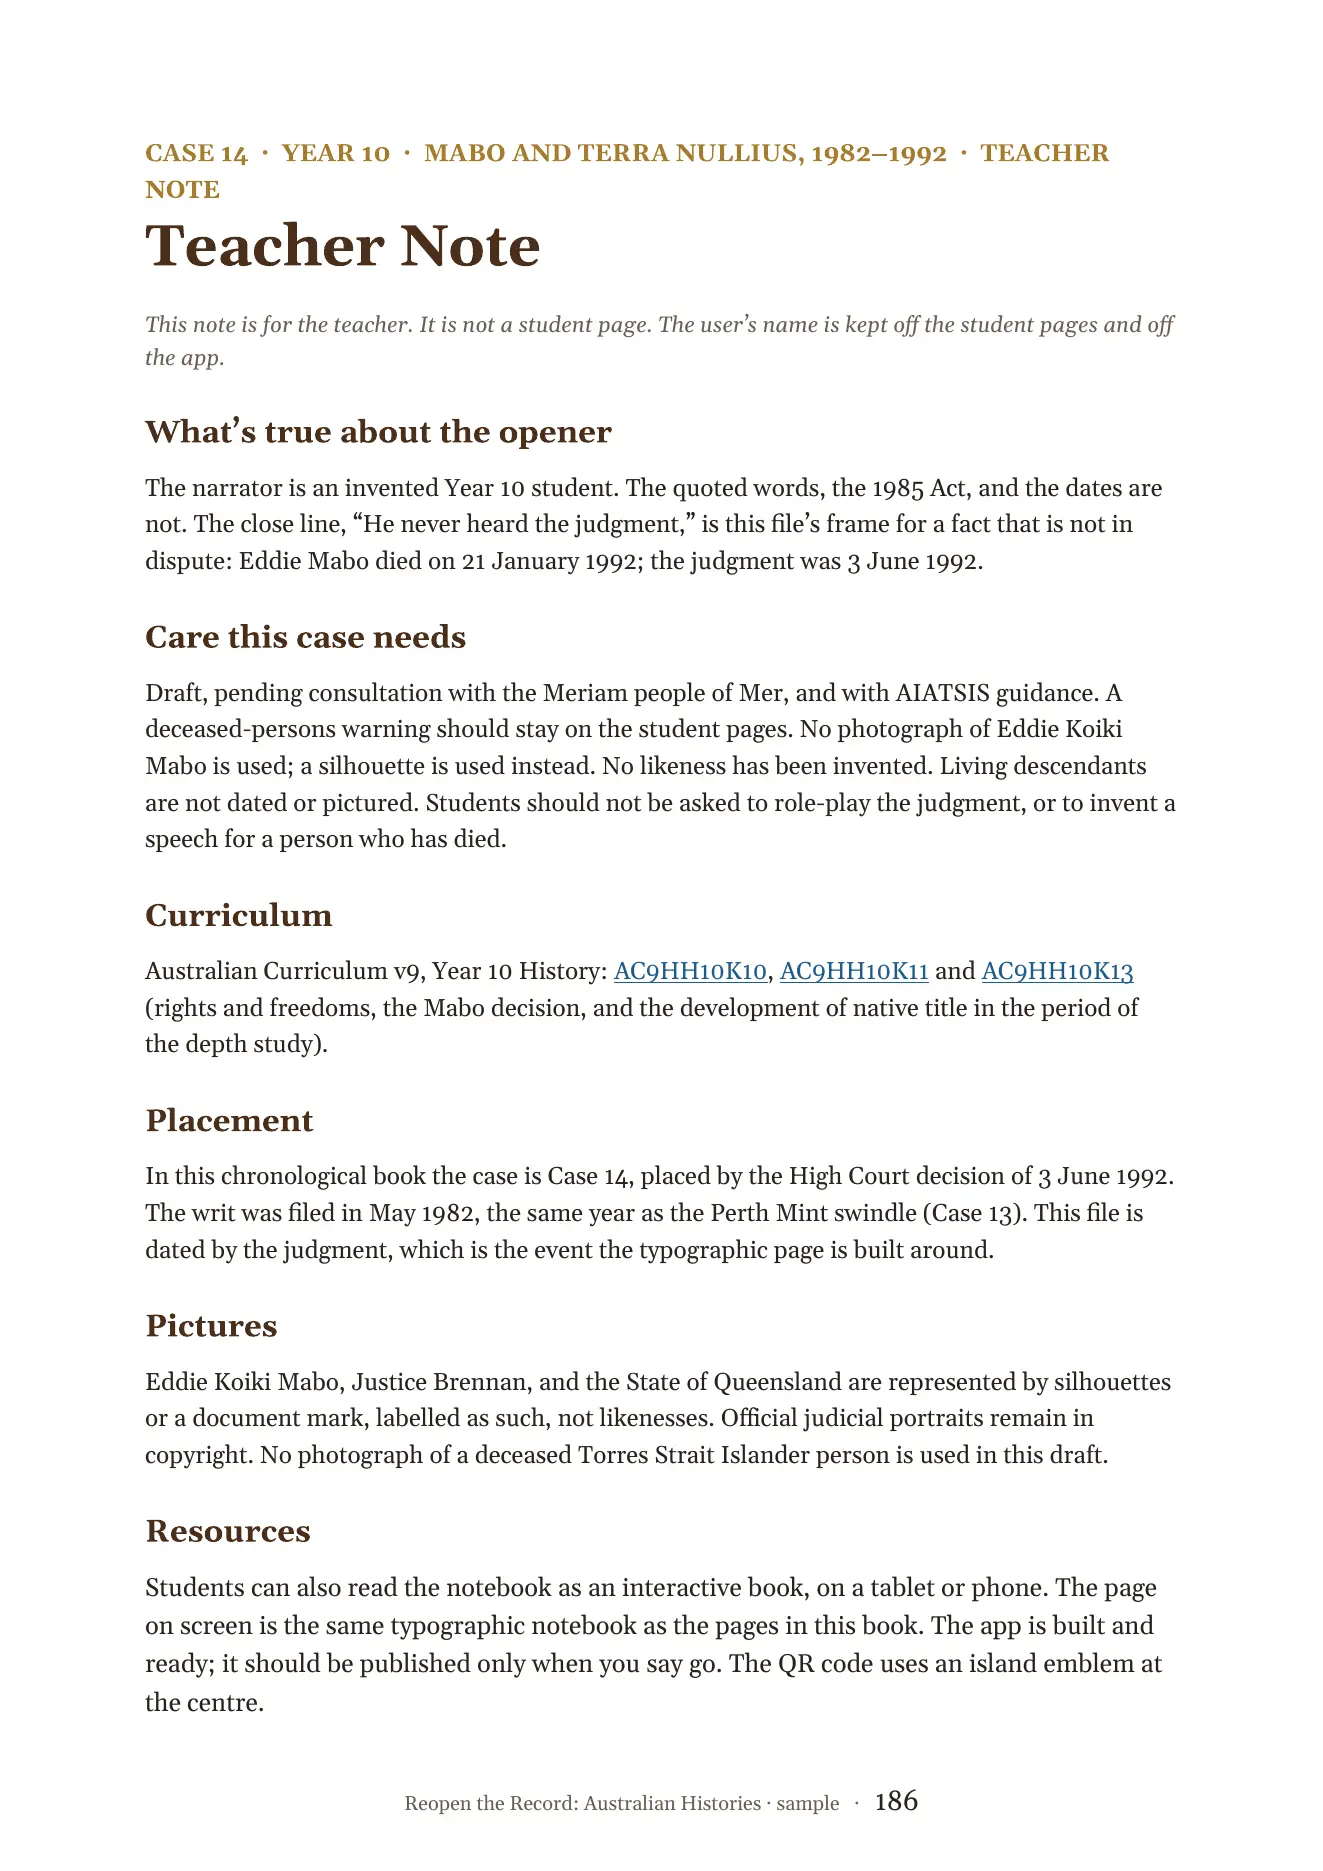 CASE 14 · YEAR 10 · MABO AND TERRA NULLIUS, 1982–1992 · TEACHER
NOTE
Teacher Note
This note is for the teacher. It is not a student page. The user’s name is kept off the student pages and off
the app.
What’s true about the opener
The narrator is an invented Year 10 student. The quoted words, the 1985 Act, and the dates are
not. The close line, “He never heard the judgment,” is this file’s frame for a fact that is not in
dispute: Eddie Mabo died on 21 January 1992; the judgment was 3 June 1992.
Care this case needs
Draft, pending consultation with the Meriam people of Mer, and with AIATSIS guidance. A
deceased-persons warning should stay on the student pages. No photograph of Eddie Koiki
Mabo is used; a silhouette is used instead. No likeness has been invented. Living descendants
are not dated or pictured. Students should not be asked to role-play the judgment, or to invent a
speech for a person who has died.
Curriculum
Australian Curriculum v9, Year 10 History: AC9HH10K10, AC9HH10K11 and AC9HH10K13
(rights and freedoms, the Mabo decision, and the development of native title in the period of
the depth study).
Placement
In this chronological book the case is Case 14, placed by the High Court decision of 3 June 1992.
The writ was filed in May 1982, the same year as the Perth Mint swindle (Case 13). This file is
dated by the judgment, which is the event the typographic page is built around.
Pictures
Eddie Koiki Mabo, Justice Brennan, and the State of Queensland are represented by silhouettes
or a document mark, labelled as such, not likenesses. Official judicial portraits remain in
copyright. No photograph of a deceased Torres Strait Islander person is used in this draft.
Resources
Students can also read the notebook as an interactive book, on a tablet or phone. The page
on screen is the same typographic notebook as the pages in this book. The app is built and
ready; it should be published only when you say go. The QR code uses an island emblem at
the centre.
Reopen the Record: Australian Histories · sample · 186